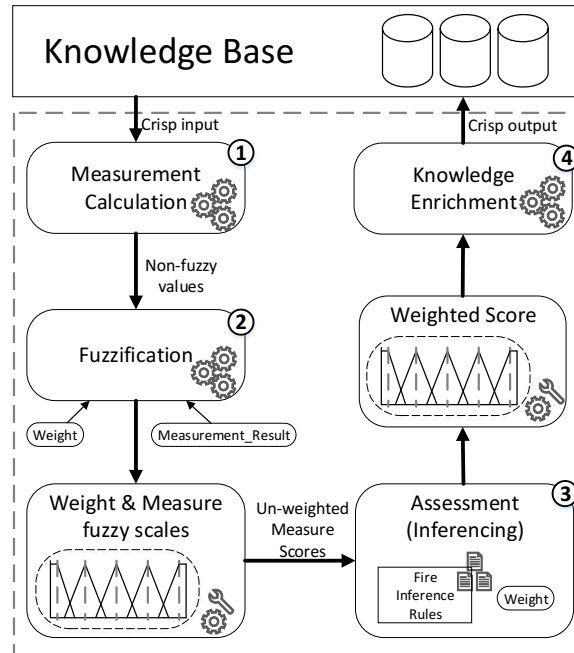 Knowledge Base
Crisp input
Crisp output
1
Measurement
Calculation
4
Knowledge
Enrichment
Non-fuzzy
values
2
Fuzzification
Weight
Measurement_Result
Weighted Score
Weight & Measure
fuzzy scales
Un-weighted
Measure
Scores
3
Assessment
(Inferencing)
Fire
Inference
Rules
Weight